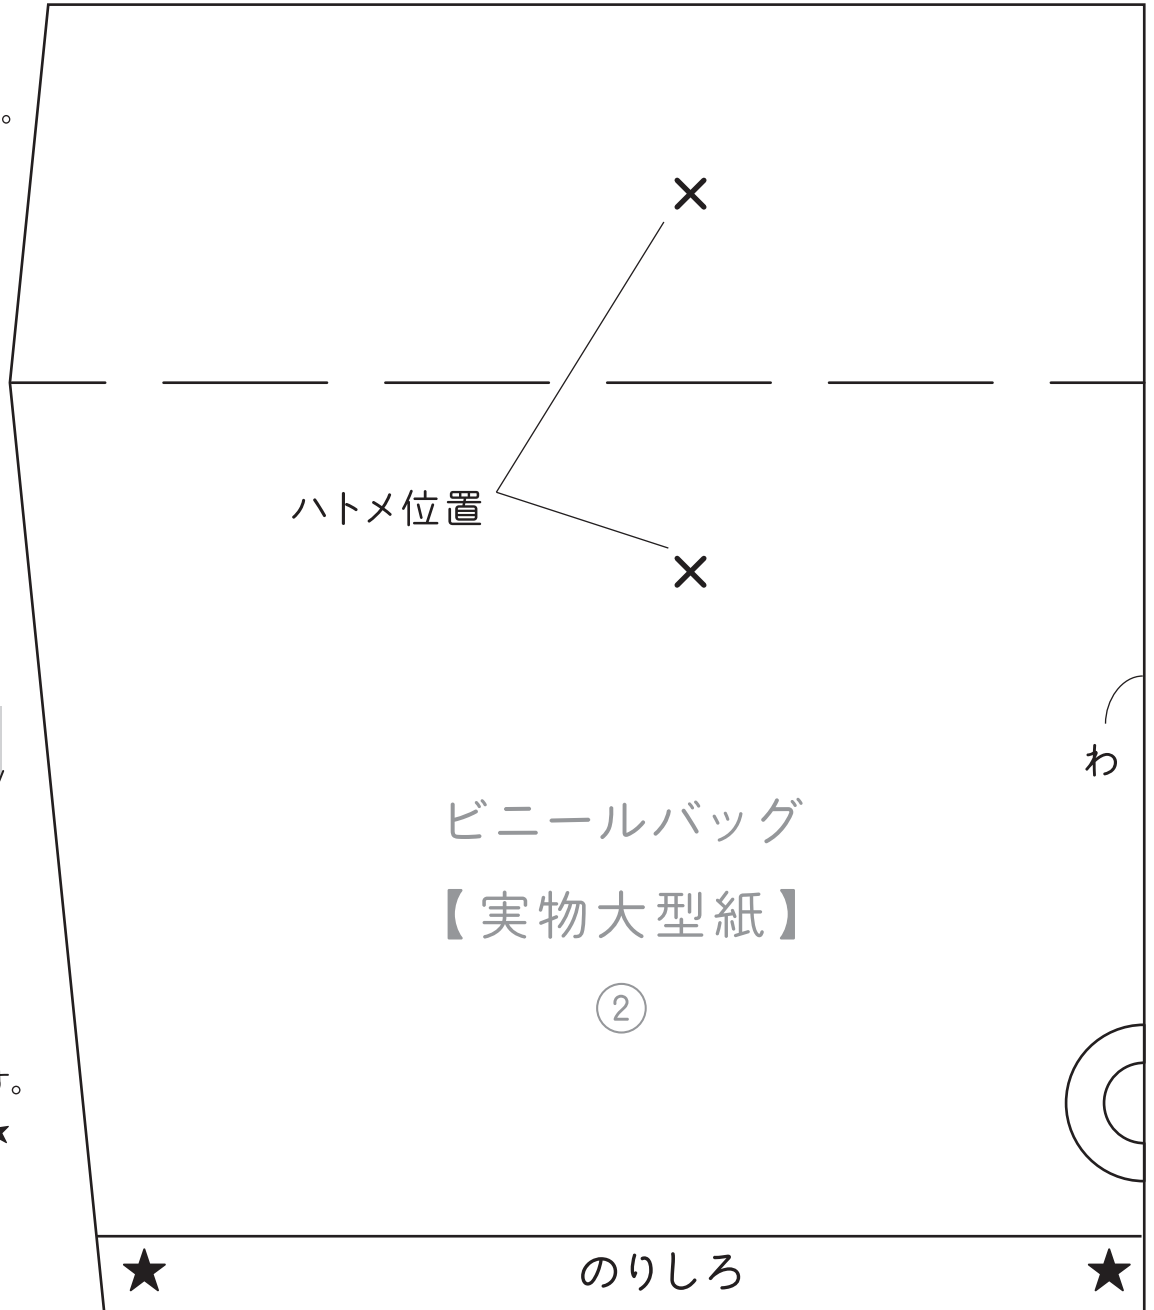 。
ハトメ位置
わ
ビニールバッグ
【実物大型紙】
②
す。
★
★ のりしろ ★